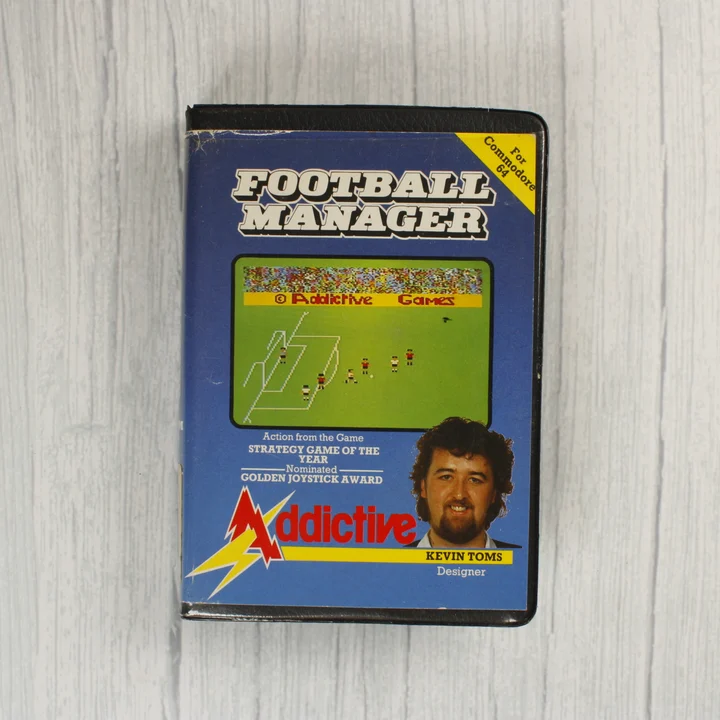 For
Commodore
64
FOOTBALL
MANAGER
© Addictive Games
Action from the Game
STRATEGY GAME OF THE
YEAR
Nominated
GOLDEN JOYSTICK AWARD
Addictive
KEVIN TOMS
Designer